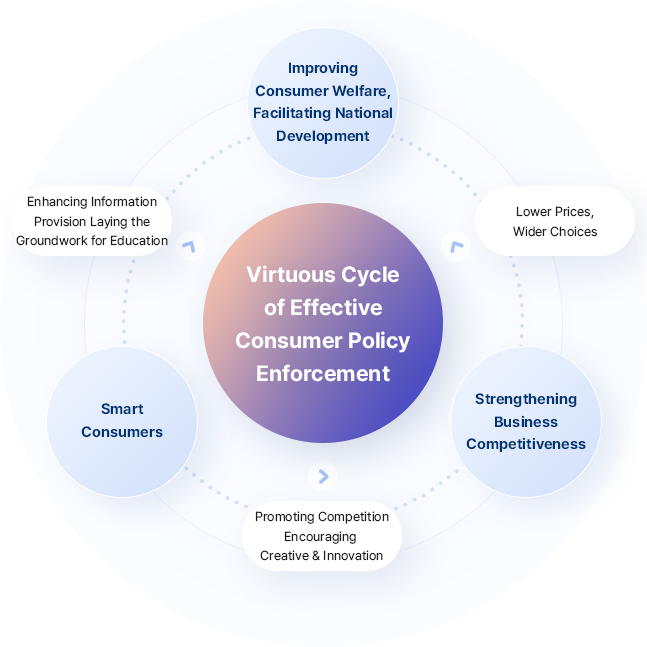 Improving
Consumer Welfare,
Facilitating National
Development
Enhancing Information
Provision Laying the
Groundwork for Education
Lower Prices,
Wider Choices
Virtuous Cycle
of Effective
Consumer Policy
Enforcement
Smart
Consumers
Strengthening
Business
Competitiveness
Promoting Competition
Encouraging
Creative & Innovation